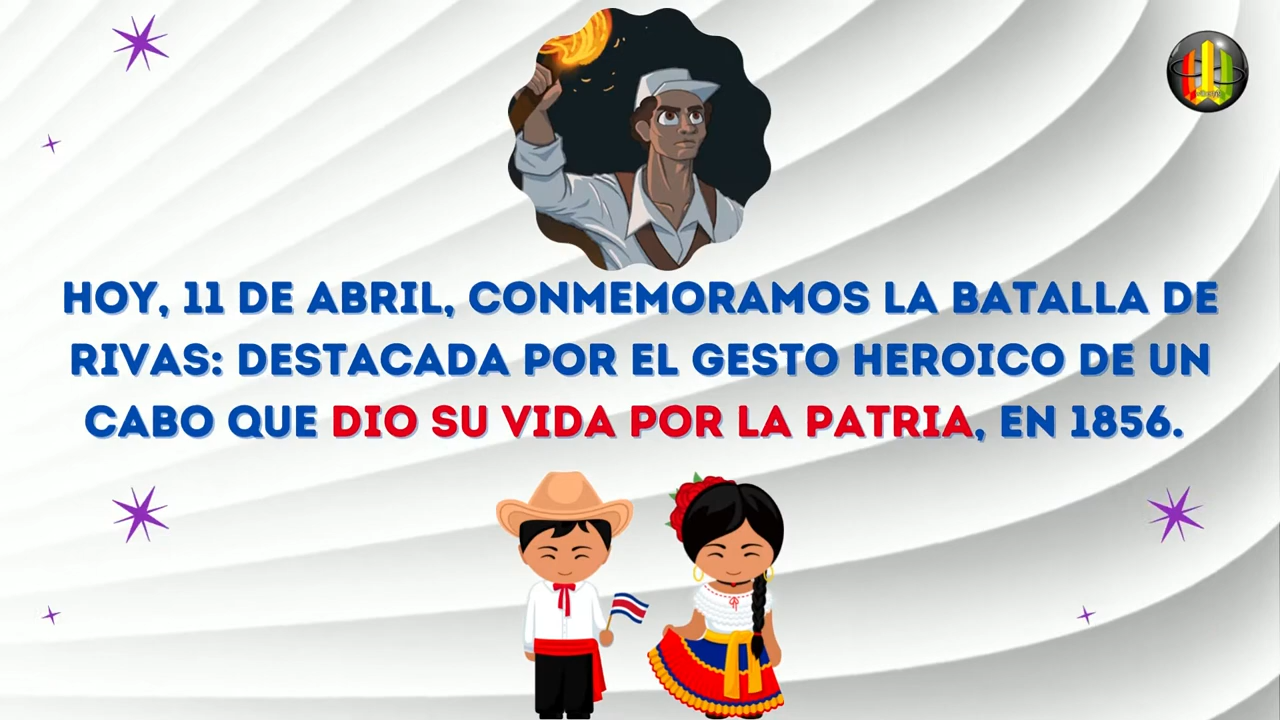 HOY, 11 DE ABRIL, CONMEMORAMOS LA BATALLA DE
RIVAS: DESTACADA POR EL GESTO HEROICO DE UN
CABO QUE DIO SU VIDA POR LA PATRIA, EN 1856.